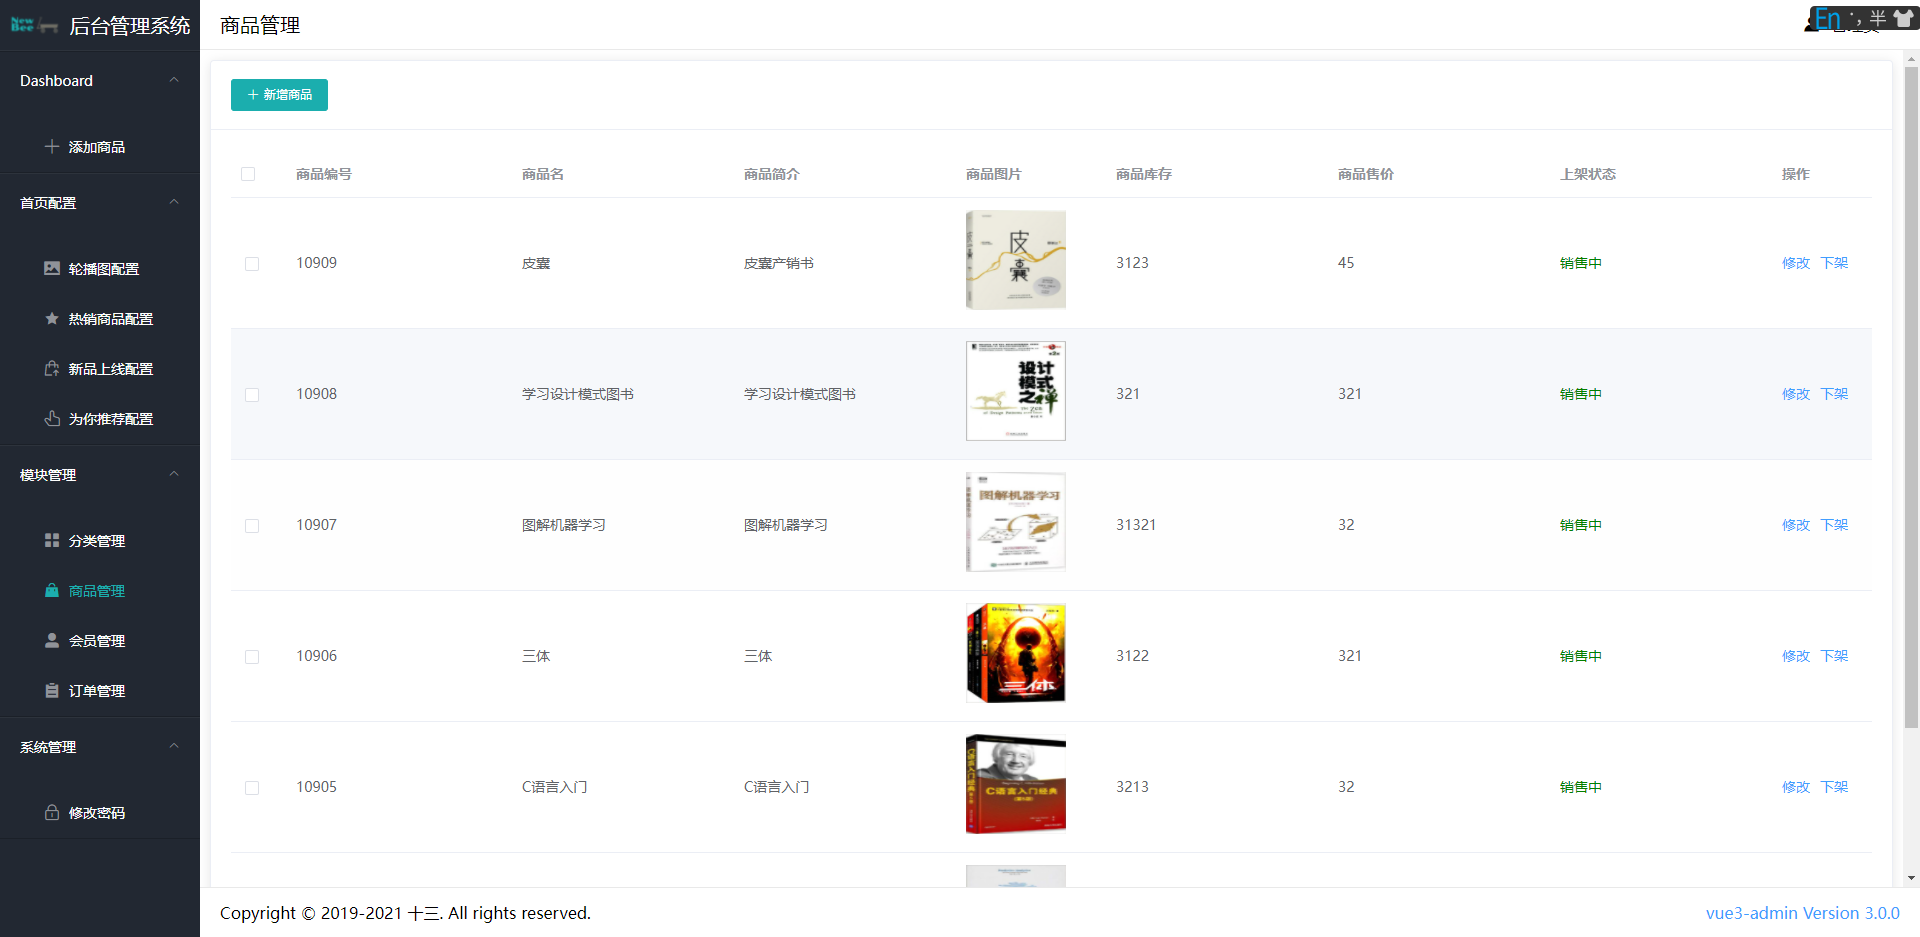 New Bee 后台管理系统
商品管理
En 半
Dashboard
添加商品
首页配置
轮播图配置
热销商品配置
新品上线配置
为你推荐配置
模块管理
分类管理
商品管理
会员管理
订单管理
系统管理
修改密码
新增商品
商品编号 商品名 商品简介 商品图片 商品库存 商品售价 上架状态 操作
10909 皮囊 皮囊产销书 皮囊 3123 45 销售中 修改 下架
10908 学习设计模式图书 学习设计模式图书 321 321 销售中 修改 下架
设计
模式
之禅
10907 图解机器学习 图解机器学习 图解机器学习 31321 32 销售中 修改 下架
10906 三体 三体 三体 3122 321 销售中 修改 下架
10905 C语言入门 C语言入门 C语言入门经典 3213 32 销售中 修改 下架
Copyright © 2019-2021 十三. All rights reserved.
vue3-admin Version 3.0.0